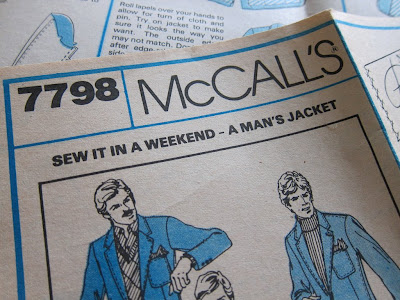 Roll lapels over your hands to
allow for turn of cloth and
pin. Try on jacket to make
sure it looks the way you
want. The outside
may not match. Do
after edge
side
7798 McCALL'S
SEW IT IN A WEEKEND - A MAN'S JACKET